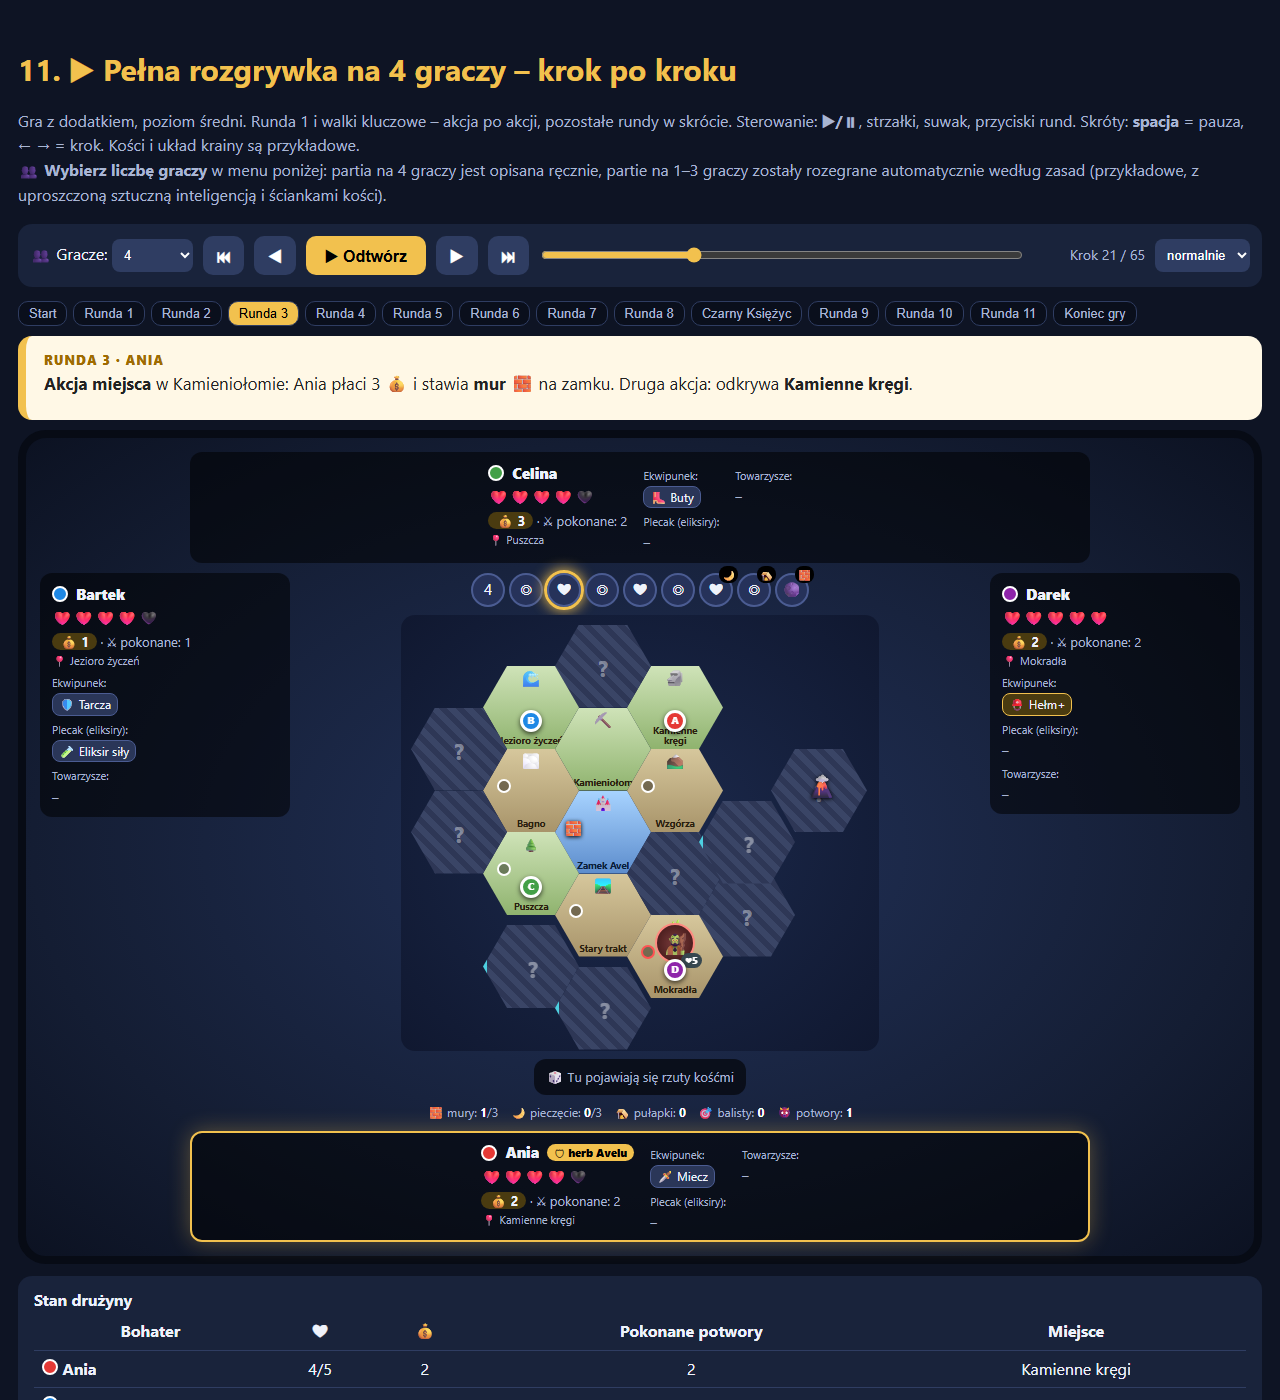 11. ▶ Pełna rozgrywka na 4 graczy – krok po kroku
Gra z dodatkiem, poziom średni. Runda 1 i walki kluczowe – akcja po akcji, pozostałe rundy w skrócie. Sterowanie: ▶/⏸, strzałki, suwak, przyciski rund. Skróty: spacja = pauza,
← → = krok. Kości i układ krainy są przykładowe.
👥 Wybierz liczbę graczy w menu poniżej: partia na 4 graczy jest opisana ręcznie, partie na 1–3 graczy zostały rozegrane automatycznie według zasad (przykładowe, z
uproszczoną sztuczną inteligencją i ściankami kości).
👥 Gracze: 4 ⏮ ◀ ▶ Odtwórz ▶ ⏭ Krok 21 / 65 normalnie
Start Runda 1 Runda 2 Runda 3 Runda 4 Runda 5 Runda 6 Runda 7 Runda 8 Czarny Księżyc Runda 9 Runda 10 Runda 11 Koniec gry
RUNDA 3 · ANIA
Akcja miejsca w Kamieniołomie: Ania płaci 3 💰 i stawia mur 🧱 na zamku. Druga akcja: odkrywa Kamienne kręgi.
Celina
💰 3 · ⚔ pokonane: 2
📍 Puszcza
Ekwipunek:
👢 Buty
Plecak (eliksiry):
–
Towarzysze:
–
Bartek
💰 1 · ⚔ pokonane: 1
📍 Jezioro życzeń
Ekwipunek:
🛡 Tarcza
Plecak (eliksiry):
🧪 Eliksir siły
Towarzysze:
–
4
Darek
💰 2 · ⚔ pokonane: 2
📍 Mokradła
Ekwipunek:
Hełm+
Plecak (eliksiry):
–
Towarzysze:
–
?
B
Jezioro życzeń
A
Kamienne
kręgi
?
Kamieniołom
Bagno
Wzgórza
?
Zamek Avel
?
?
C
Puszcza
?
Stary trakt
♥5
D
Mokradła
?
?
🎲 Tu pojawiają się rzuty kośćmi
🧱 mury: 1/3 🌙 pieczęcie: 0/3 🪤 pułapki: 0 🎯 balisty: 0 👿 potwory: 1
Ania 🛡 herb Avelu
💰 2 · ⚔ pokonane: 2
📍 Kamienne kręgi
Ekwipunek:
🗡 Miecz
Plecak (eliksiry):
–
Towarzysze:
–
Stan drużyny
Bohater ♥ 💰 Pokonane potwory Miejsce
Ania 4/5 2 2 Kamienne kręgi